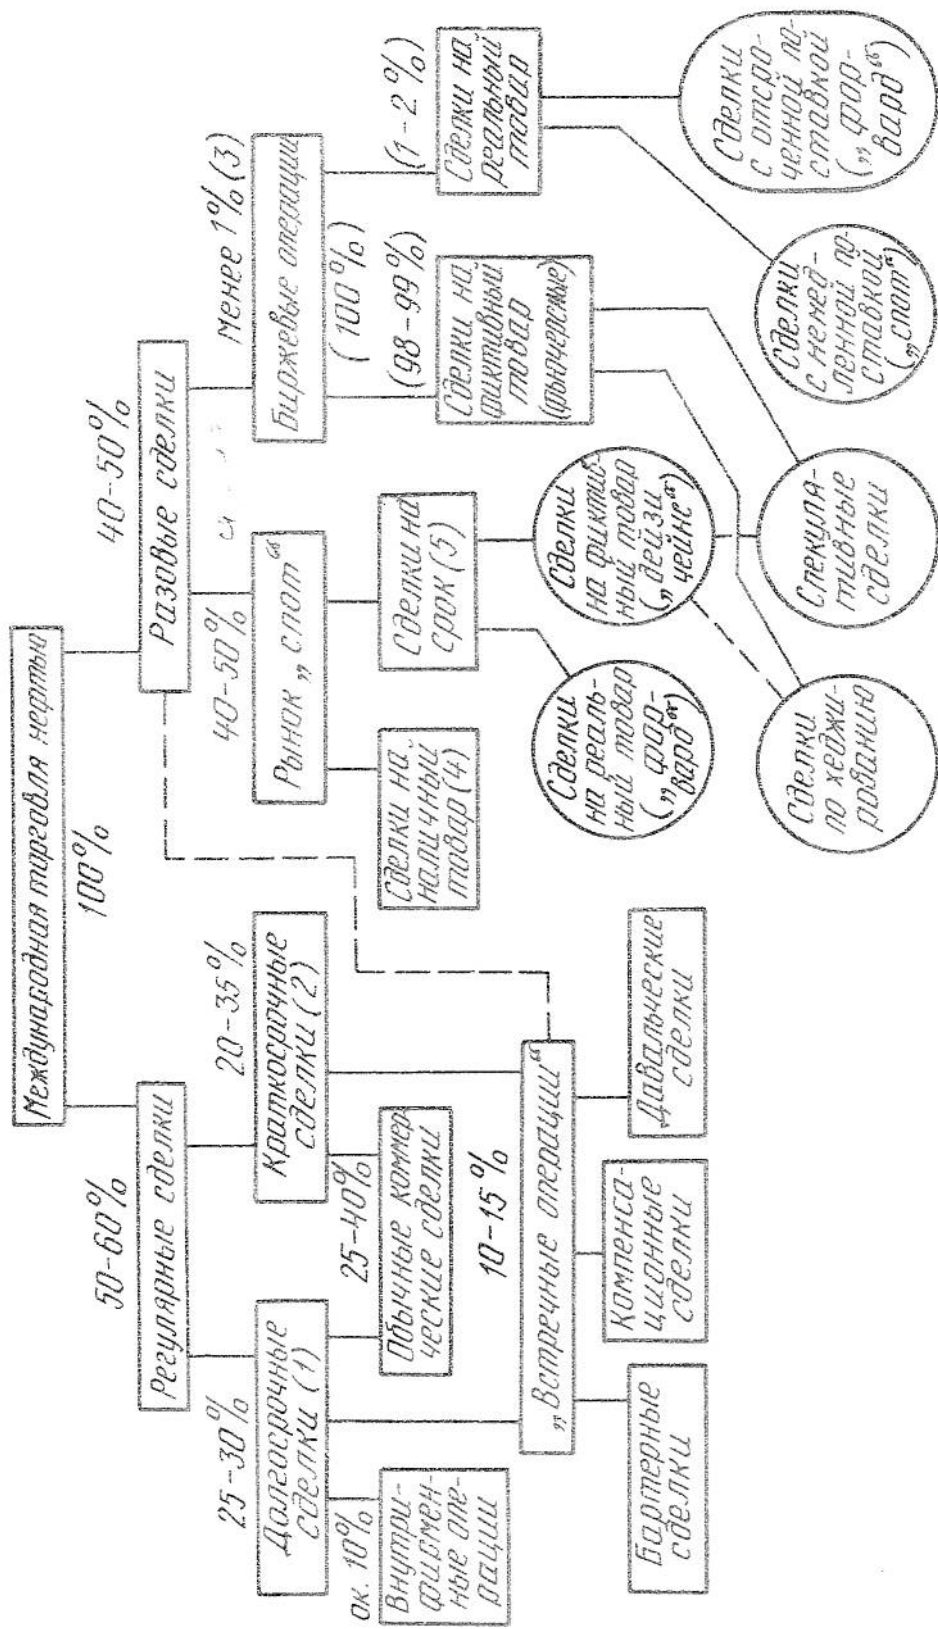 Международная торговля нефтью
100%
50-60%
Регулярные сделки
40-50%
Разовые сделки
25-30%
Долгосрочные
сделки (1)
20-35%
Краткосрочные
сделки (2)
40-50%
Рынок „спот“
Менее 1% (3)
Биржевые операции
(100%)
ок. 10%
Внутри-
фирмен-
ные опе-
рации
25-40%
Обычные коммер
ческие сделки
Сделки на
наличный
товар (4)
Сделки на
срок (5)
(98-99%)
Сделки на
фиктивный
товар
(фьючерсные)
(1-2%)
Сделки на
реальный
товар
10-15%
„Встречные операции“
Сделки
на реаль-
ный товар
(„фор-
вард“)
Сделки
на фиктив-
ный товар
(„дейзи
чейнс“)
Бартерные
сделки
Компенса-
ционные
сделки
Давальческие
сделки
Сделки
по хеджи-
рованию
Спекуля-
тивные
сделки
Сделки
с немед-
ленной по-
ставкой
(„спот“)
Сделки
с отсро-
ченной по-
ставкой
(„фор-
вард“)